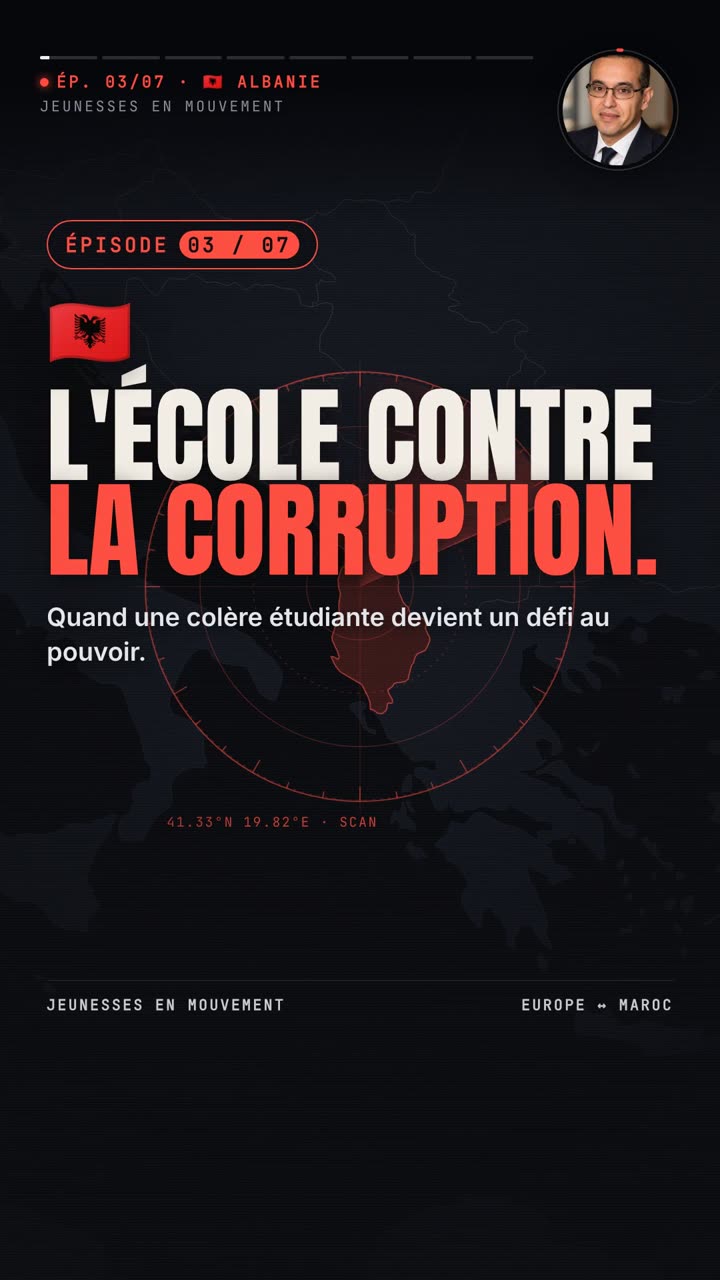 ÉP. 03/07 · 🇦🇱 ALBANIE
JEUNESSES EN MOUVEMENT
ÉPISODE 03 / 07
L'ÉCOLE CONTRE
LA CORRUPTION.
Quand une colère étudiante devient un défi au
pouvoir.
41.33°N 19.82°E · SCAN
JEUNESSES EN MOUVEMENT
EUROPE ↔ MAROC